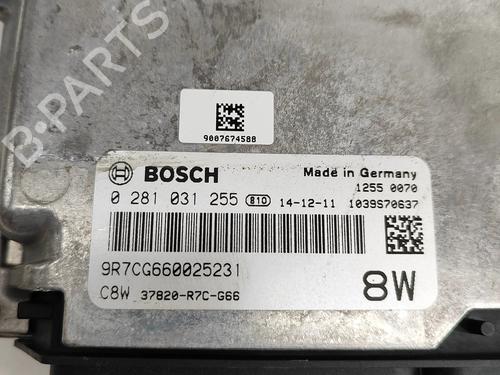 B-PARTS
9007674588
BOSCH
Made in Germany
0 281 031 255 B10 14-12-11
1255 0070
1039S70637
9R7CG660025231
C8W 37820-R7C-G66
8W